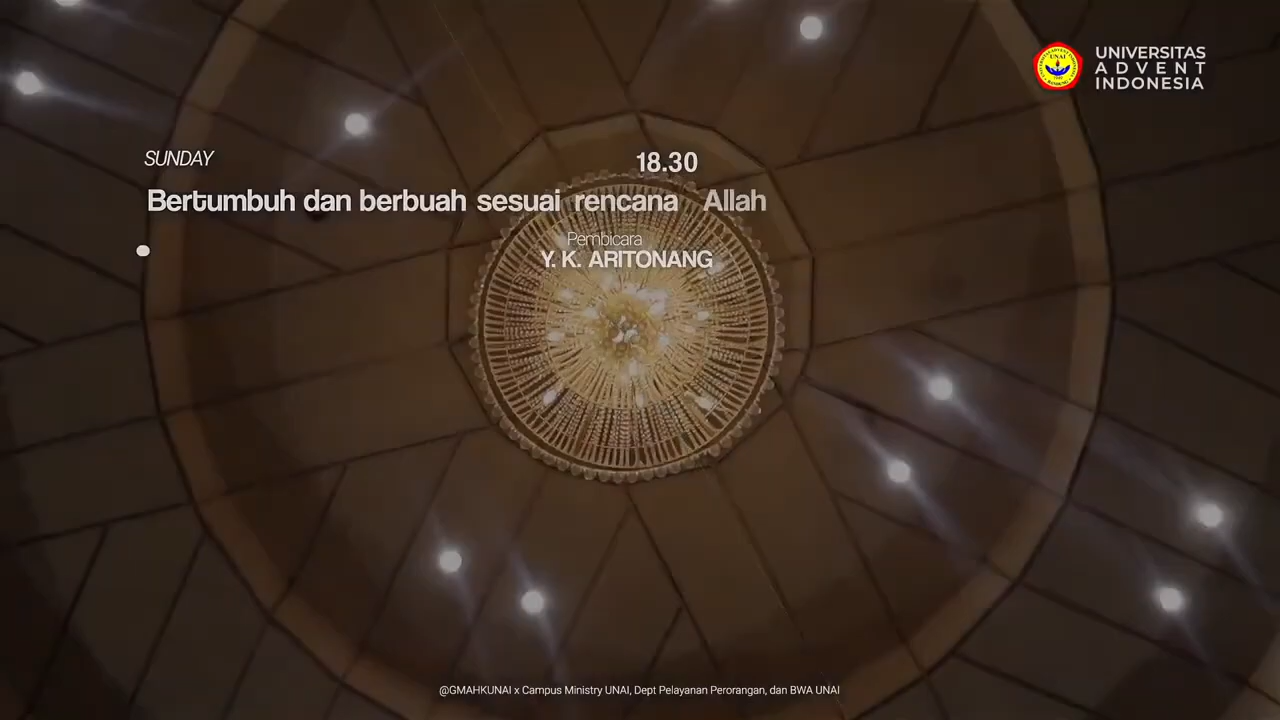 UNIVERSITAS
ADVENT
INDONESIA
SUNDAY
18.30
Bertumbuh dan berbuah sesuai rencana Allah
Pembicara
Y. K. ARITONANG
@GMAHKUNAI x Campus Ministry UNAI, Dept Pelayanan Perorangan, dan BWA UNAI